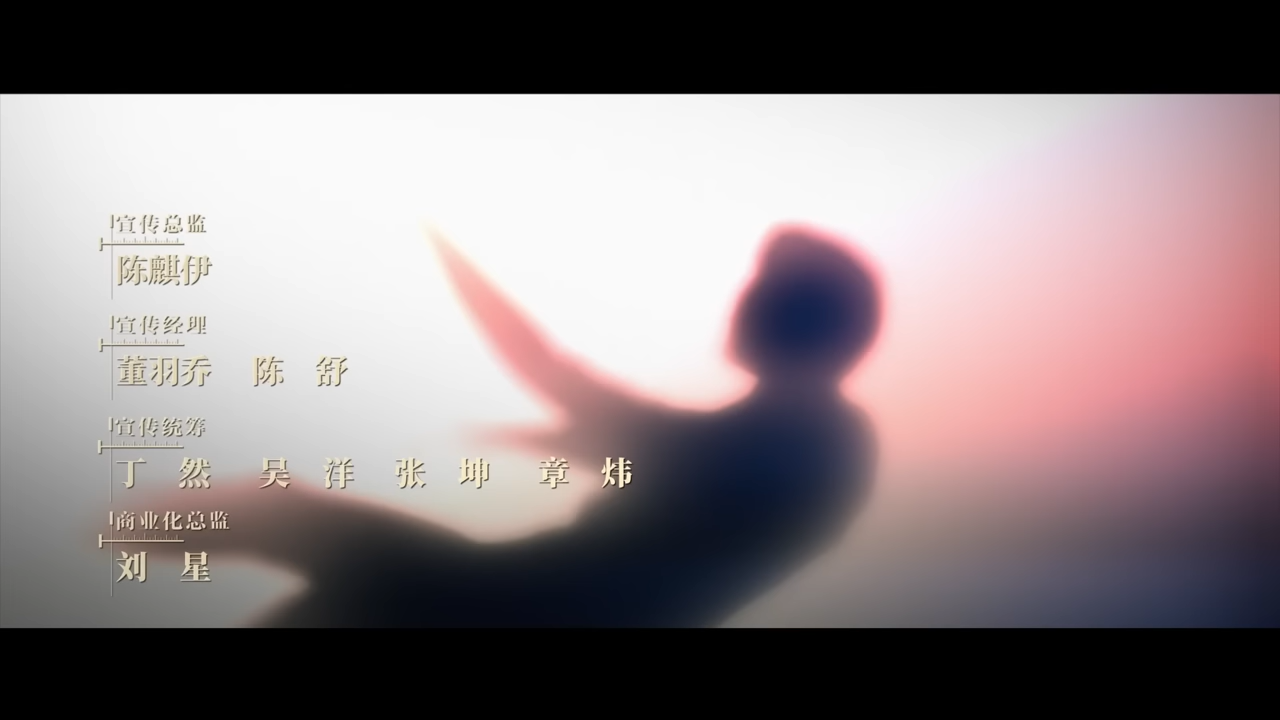 宣传总监
陈麒伊
宣传经理
董羽乔 陈 舒
宣传统筹
丁 然 吴 洋 张 坤 章 炜
商业化总监
刘 星